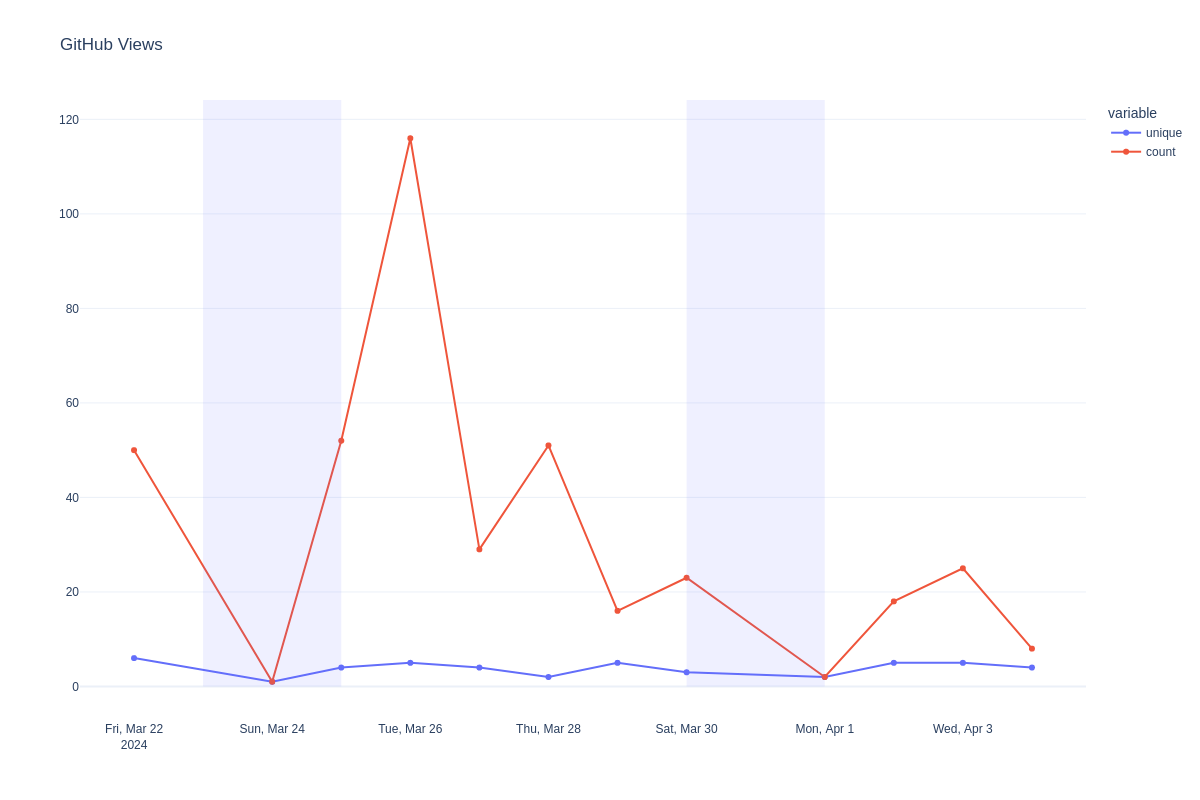 GitHub Views
variable
unique
count
120
100
80
60
40
20
0
Fri, Mar 22
2024
Sun, Mar 24
Tue, Mar 26
Thu, Mar 28
Sat, Mar 30
Mon, Apr 1
Wed, Apr 3